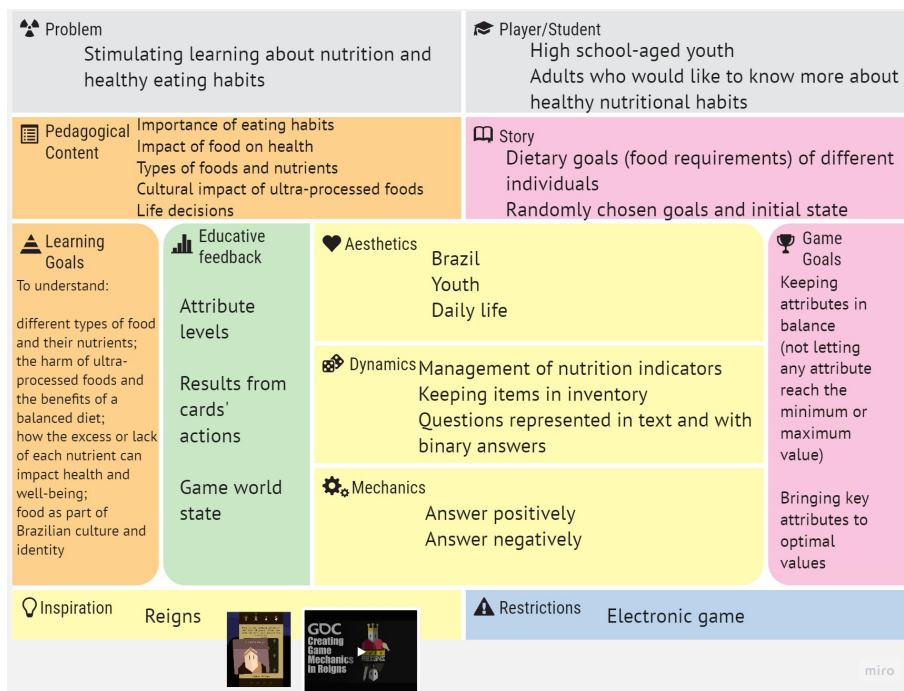 Problem
Stimulating learning about nutrition and
healthy eating habits
Player/Student
High school-aged youth
Adults who would like to know more about
healthy nutritional habits
Pedagogical
Content
Importance of eating habits
Impact of food on health
Types of foods and nutrients
Cultural impact of ultra-processed foods
Life decisions
Story
Dietary goals (food requirements) of different
individuals
Randomly chosen goals and initial state
Learning
Goals
To understand:
different types of food
and their nutrients;
the harm of ultra-
processed foods and
the benefits of a
balanced diet;
how the excess or lack
of each nutrient can
impact health and
well-being;
food as part of
Brazilian culture and
identity
Educative
feedback
Attribute
levels
Results from
cards'
actions
Game world
state
Aesthetics
Brazil
Youth
Daily life
Dynamics
Management of nutrition indicators
Keeping items in inventory
Questions represented in text and with
binary answers
Mechanics
Answer positively
Answer negatively
Game
Goals
Keeping
attributes in
balance
(not letting
any attribute
reach the
minimum or
maximum
value)
Bringing key
attributes to
optimal
values
Inspiration
Reigns
GDC
Creating
Game
Mechanics
in Reigns
REIGNS
Restrictions
Electronic game
miro